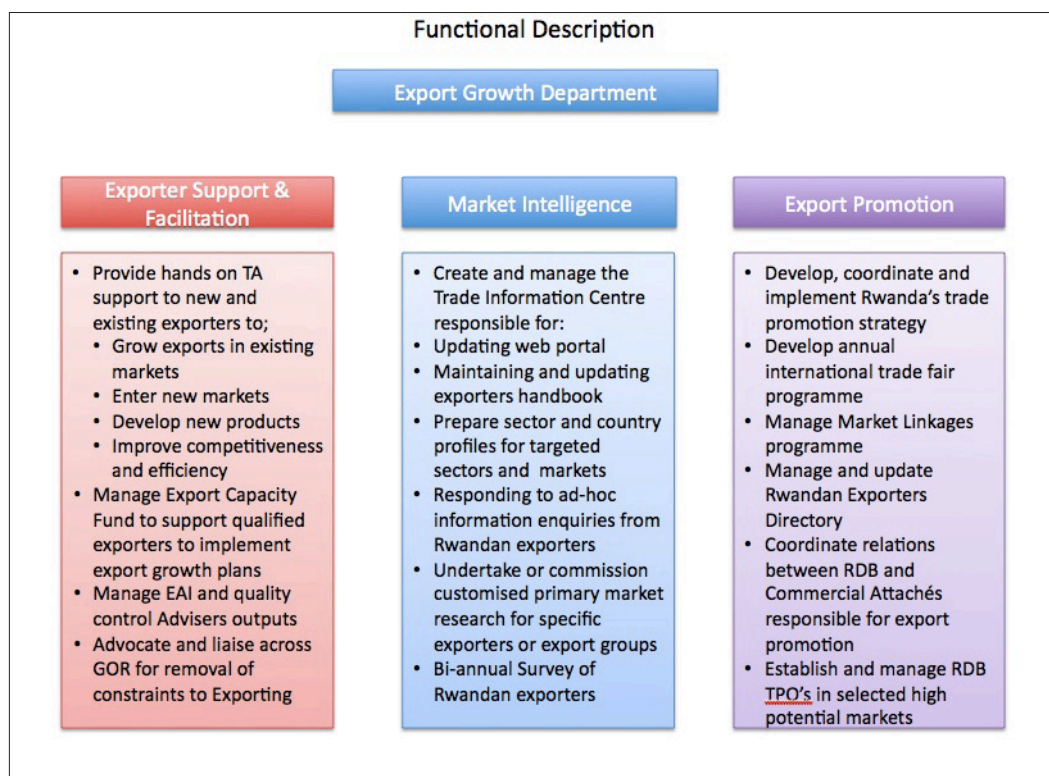 Functional Description
Export Growth Department
Exporter Support &
Facilitation
• Provide hands on TA
support to new and
existing exporters to;
• Grow exports in existing
markets
• Enter new markets
• Develop new products
• Improve competitiveness
and efficiency
• Manage Export Capacity
Fund to support qualified
exporters to implement
export growth plans
• Manage EAI and quality
control Advisers outputs
• Advocate and liaise across
GOR for removal of
constraints to Exporting
Market Intelligence
• Create and manage the
Trade Information Centre
responsible for:
• Updating web portal
• Maintaining and updating
exporters handbook
• Prepare sector and country
profiles for targeted
sectors and markets
• Responding to ad-hoc
information enquiries from
Rwandan exporters
• Undertake or commission
customised primary market
research for specific
exporters or export groups
• Bi-annual Survey of
Rwandan exporters
Export Promotion
• Develop, coordinate and
implement Rwanda's trade
promotion strategy
• Develop annual
international trade fair
programme
• Manage Market Linkages
programme
• Manage and update
Rwandan Exporters
Directory
• Coordinate relations
between RDB and
Commercial Attachés
responsible for export
promotion
• Establish and manage RDB
TPO's in selected high
potential markets